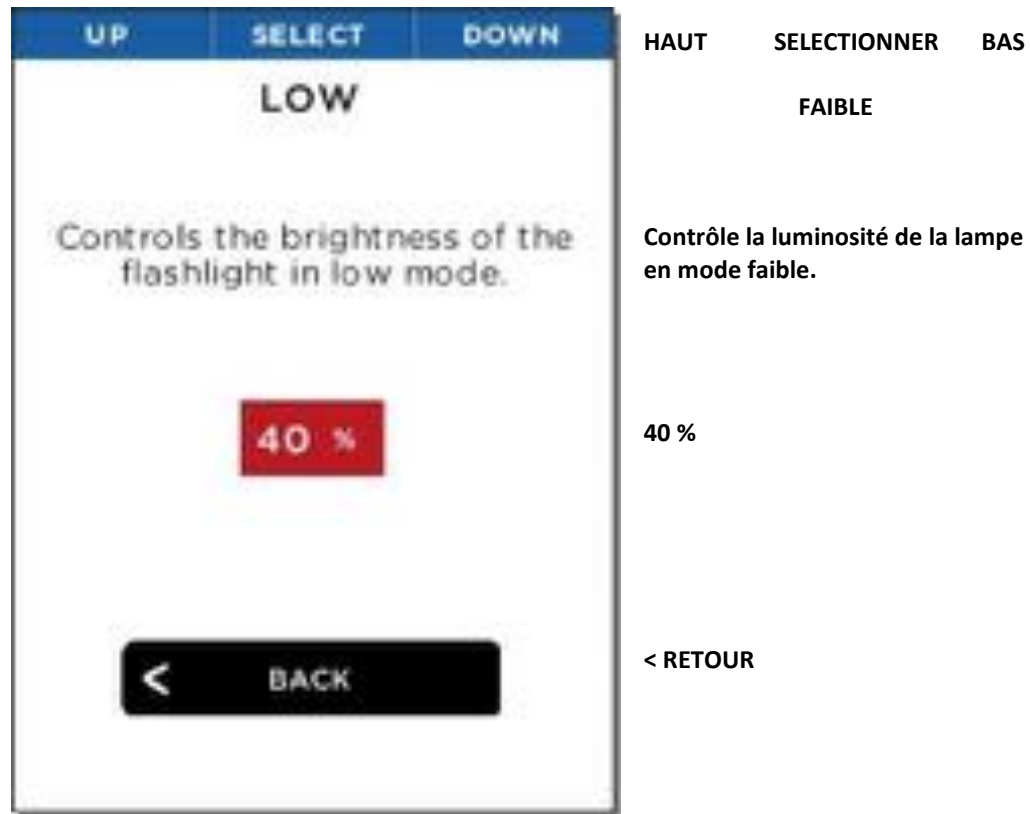 UP SELECT DOWN
LOW
Controls the brightness of the
flashlight in low mode.
40 %
< BACK
HAUT SELECTIONNER BAS
FAIBLE
Contrôle la luminosité de la lampe
en mode faible.
40 %
< RETOUR